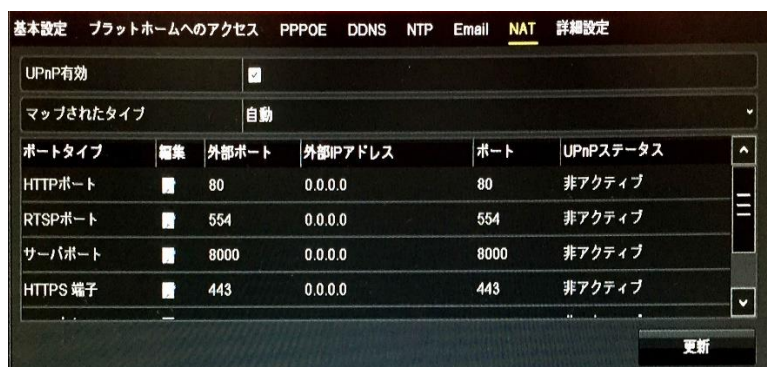 基本設定 プラットホームへのアクセス PPPOE DDNS NTP Email NAT 詳細設定
UPnP有効
マップされたタイプ 自動
ポートタイプ 編集 外部ポート 外部IPアドレス ポート UPnPステータス
HTTPポート 80 0.0.0.0 80 非アクティブ
RTSPポート 554 0.0.0.0 554 非アクティブ
サーバポート 8000 0.0.0.0 8000 非アクティブ
HTTPS 端子 443 0.0.0.0 443 非アクティブ
更新